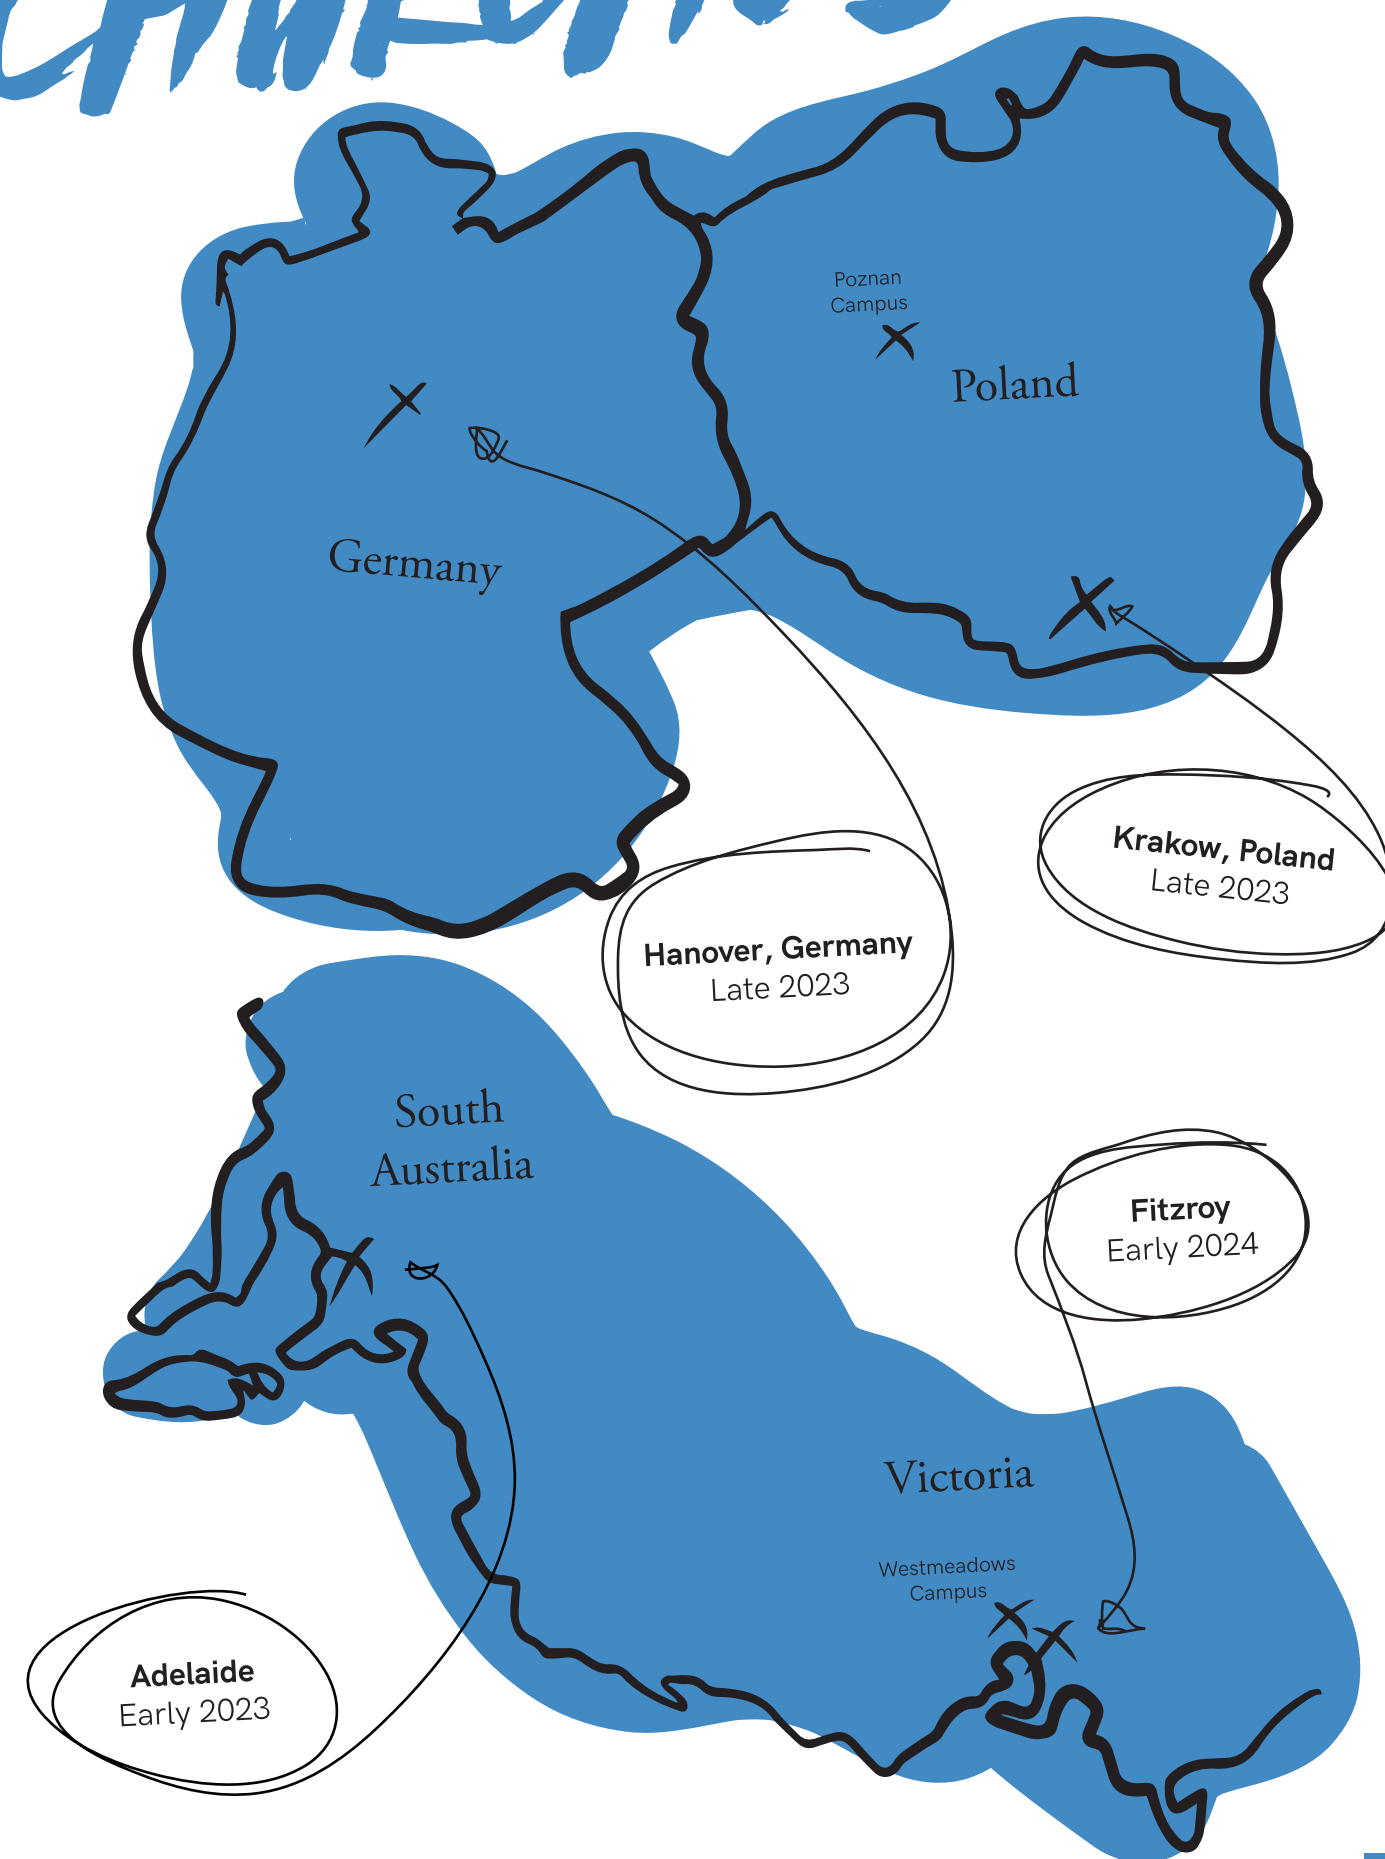 Poznan
Campus
Poland
Germany
Krakow, Poland
Late 2023
Hanover, Germany
Late 2023
South
Australia
Fitzroy
Early 2024
Victoria
Westmeadows
Campus
Adelaide
Early 2023